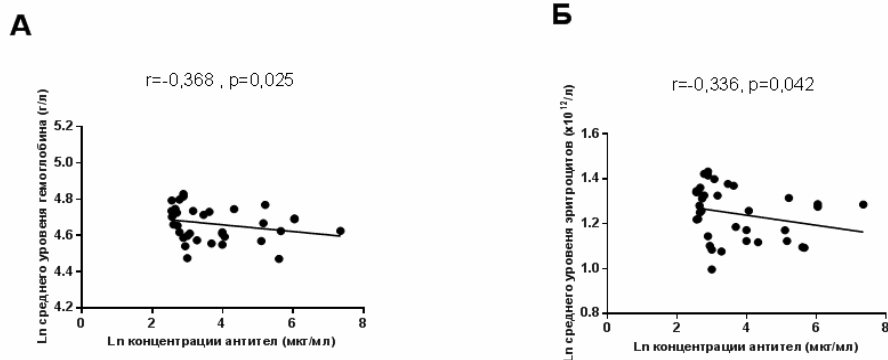 А
r=-0,368 , p=0,025
Ln среднего уровеня гемоглобина (г/л)
5.2
5.0
4.8
4.6
4.4
4.2
0
2
4
6
8
Ln концентрации антител (мкг/мл)
Б
r=-0,336, p=0,042
Ln среднего уровеня эритроцитов (x10¹²/л)
1.6
1.4
1.2
1.0
0.8
0
2
4
6
8
Ln концентрации антител (мкг/мл)